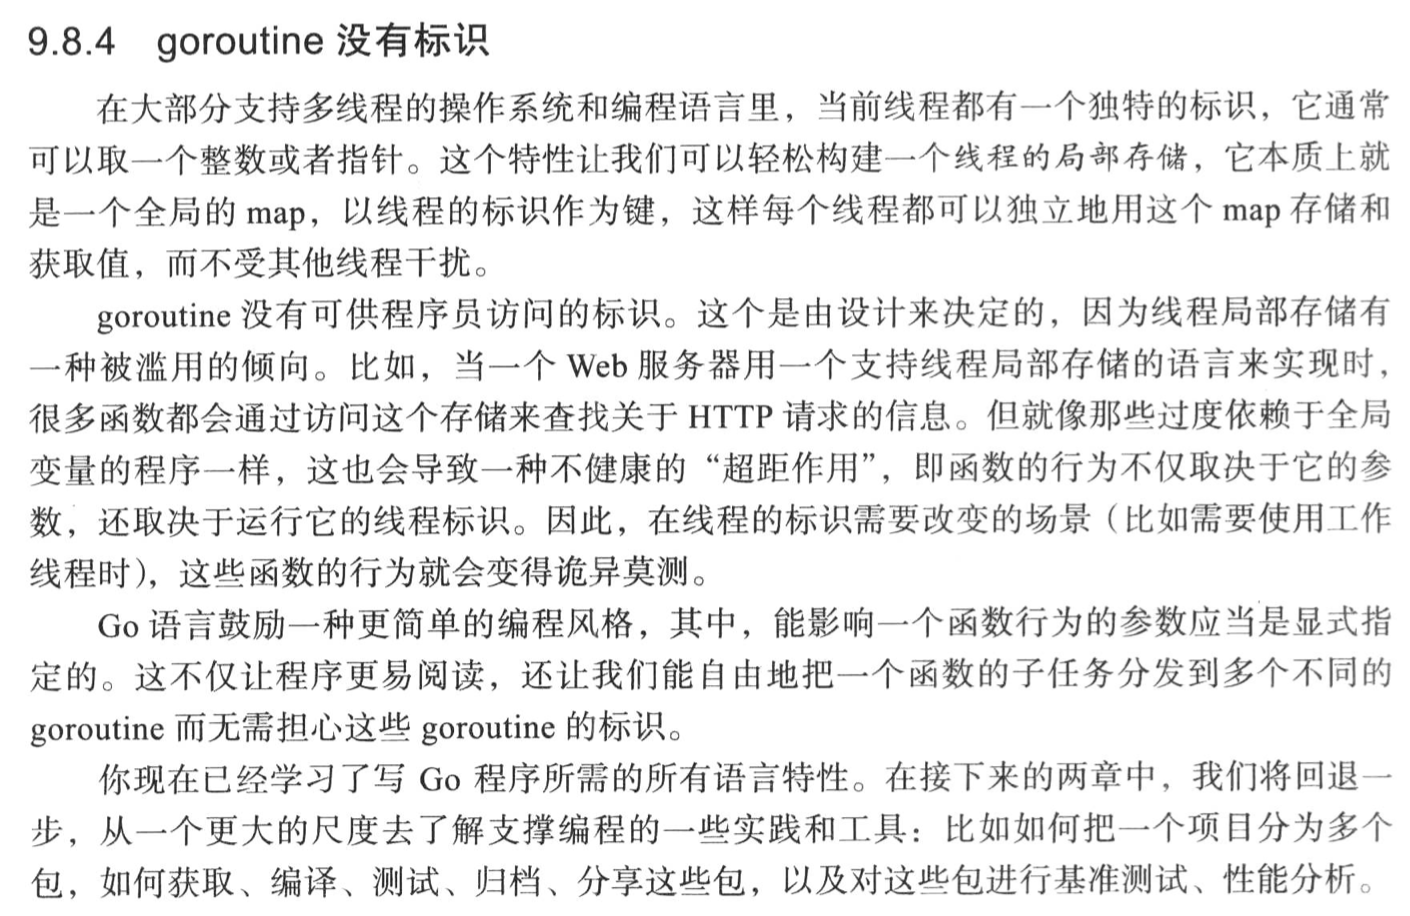 9.8.4 goroutine 没有标识
在大部分支持多线程的操作系统和编程语言里，当前线程都有一个独特的标识，它通常
可以取一个整数或者指针。这个特性让我们可以轻松构建一个线程的局部存储，它本质上就
是一个全局的 map，以线程的标识作为键，这样每个线程都可以独立地用这个 map 存储和
获取值，而不受其他线程干扰。
goroutine 没有可供程序员访问的标识。这个是由设计来决定的，因为线程局部存储有
一种被滥用的倾向。比如，当一个 Web 服务器用一个支持线程局部存储的语言来实现时，
很多函数都会通过访问这个存储来查找关于 HTTP 请求的信息。但就像那些过度依赖于全局
变量的程序一样，这也会导致一种不健康的“超距作用”，即函数的行为不仅取决于它的参
数，还取决于运行它的线程标识。因此，在线程的标识需要改变的场景（比如需要使用工作
线程时），这些函数的行为就会变得诡异莫测。
Go 语言鼓励一种更简单的编程风格，其中，能影响一个函数行为的参数应当是显式指
定的。这不仅让程序更易阅读，还让我们能自由地把一个函数的子任务分发到多个不同的
goroutine 而无需担心这些 goroutine 的标识。
你现在已经学习了写 Go 程序所需的所有语言特性。在接下来的两章中，我们将回退一
步，从一个更大的尺度去了解支撑编程的一些实践和工具：比如如何把一个项目分为多个
包，如何获取、编译、测试、归档、分享这些包，以及对这些包进行基准测试、性能分析。